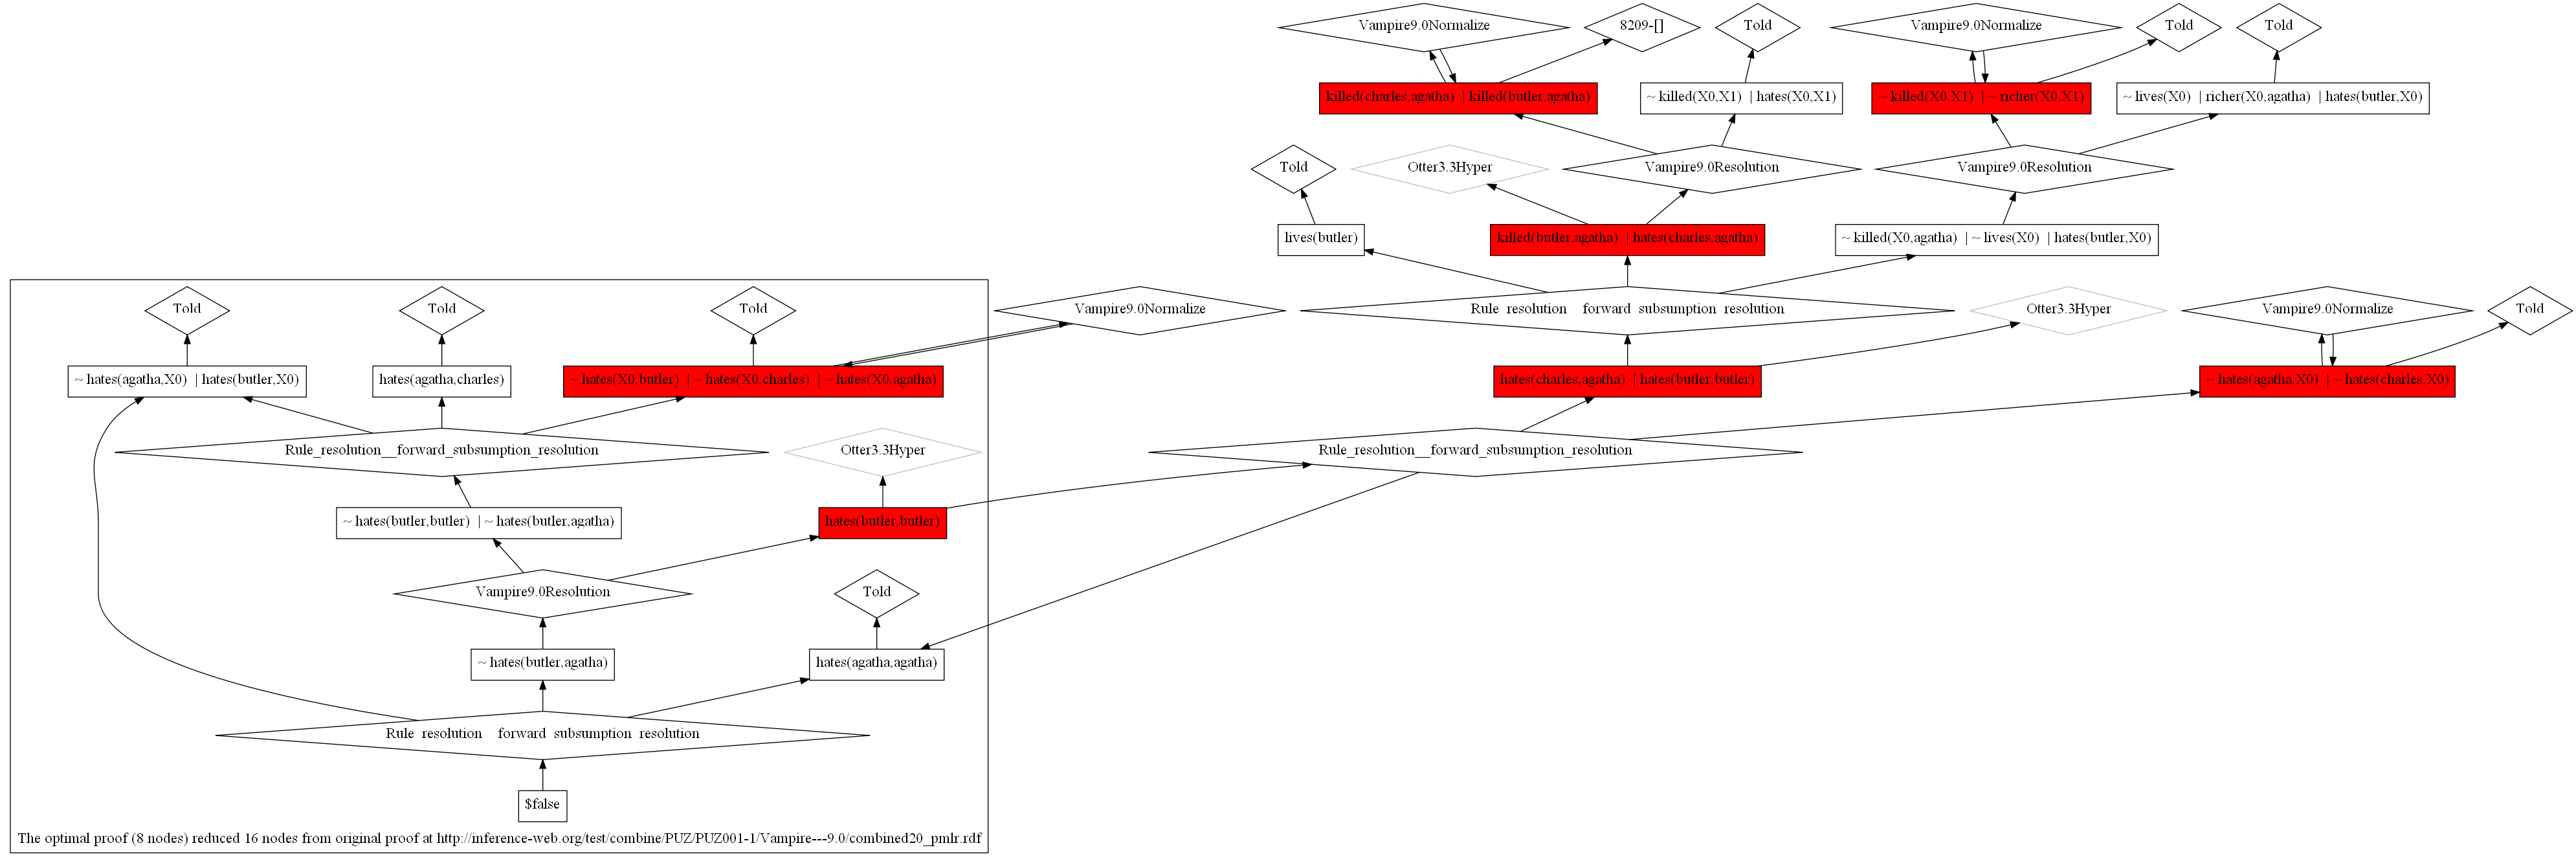 Vampire9.0Normalize
8209-[]
Told
Vampire9.0Normalize
Told
Told
killed(charles,agatha) | killed(butler,agatha)
~ killed(X0,X1) | hates(X0,X1)
~ killed(X0,X1) | ~ richer(X0,X1)
~ lives(X0) | richer(X0,agatha) | hates(butler,X0)
Told
Otter3.3Hyper
Vampire9.0Resolution
Vampire9.0Resolution
lives(butler)
killed(butler,agatha) | hates(charles,agatha)
~ killed(X0,agatha) | ~ lives(X0) | hates(butler,X0)
Told
Told
Told
Vampire9.0Normalize
Rule_resolution__forward_subsumption_resolution
Otter3.3Hyper
Vampire9.0Normalize
Told
~ hates(agatha,X0) | hates(butler,X0)
hates(agatha,charles)
~ hates(X0,butler) | ~ hates(X0,charles) | ~ hates(X0,agatha)
hates(charles,agatha) | hates(butler,butler)
~ hates(agatha,X0) | ~ hates(charles,X0)
Rule_resolution__forward_subsumption_resolution
Otter3.3Hyper
Rule_resolution__forward_subsumption_resolution
~ hates(butler,butler) | ~ hates(butler,agatha)
hates(butler,butler)
Vampire9.0Resolution
Told
~ hates(butler,agatha)
hates(agatha,agatha)
Rule_resolution__forward_subsumption_resolution
$false
The optimal proof (8 nodes) reduced 16 nodes from original proof at http://inference-web.org/test/combine/PUZ/PUZ001-1/Vampire---9.0/combined20_pmlr.rdf